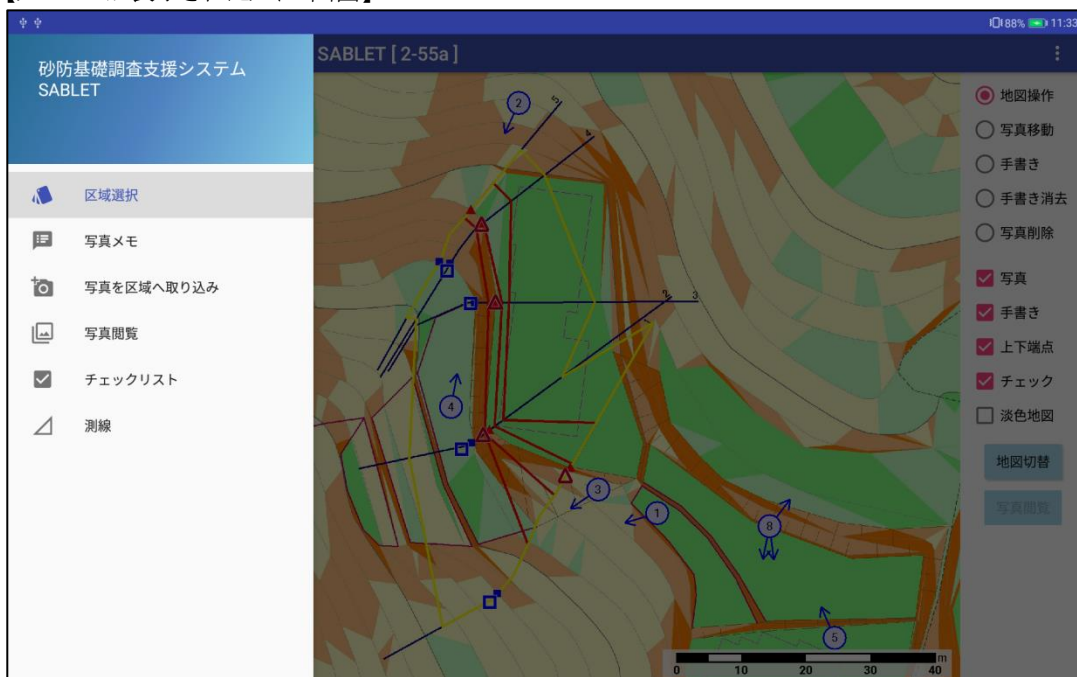 88% 11:33
砂防基礎調査支援システム
SABLET
SABLET [ 2-55a ]
区域選択
写真メモ
写真を区域へ取り込み
写真閲覧
チェックリスト
測線
地図操作
写真移動
手書き
手書き消去
写真削除
写真
手書き
上下端点
チェック
淡色地図
地図切替
写真閲覧
2
5
4
2
3
4
3
1
8
5
m
0 10 20 30 40